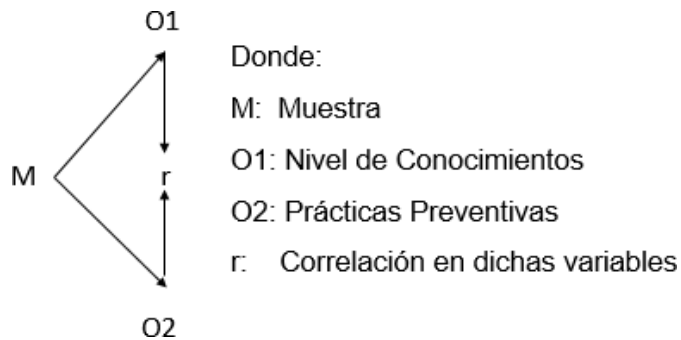 O1
Donde:
M: Muestra
M
r
O1: Nivel de Conocimientos
O2: Prácticas Preventivas
r: Correlación en dichas variables
O2